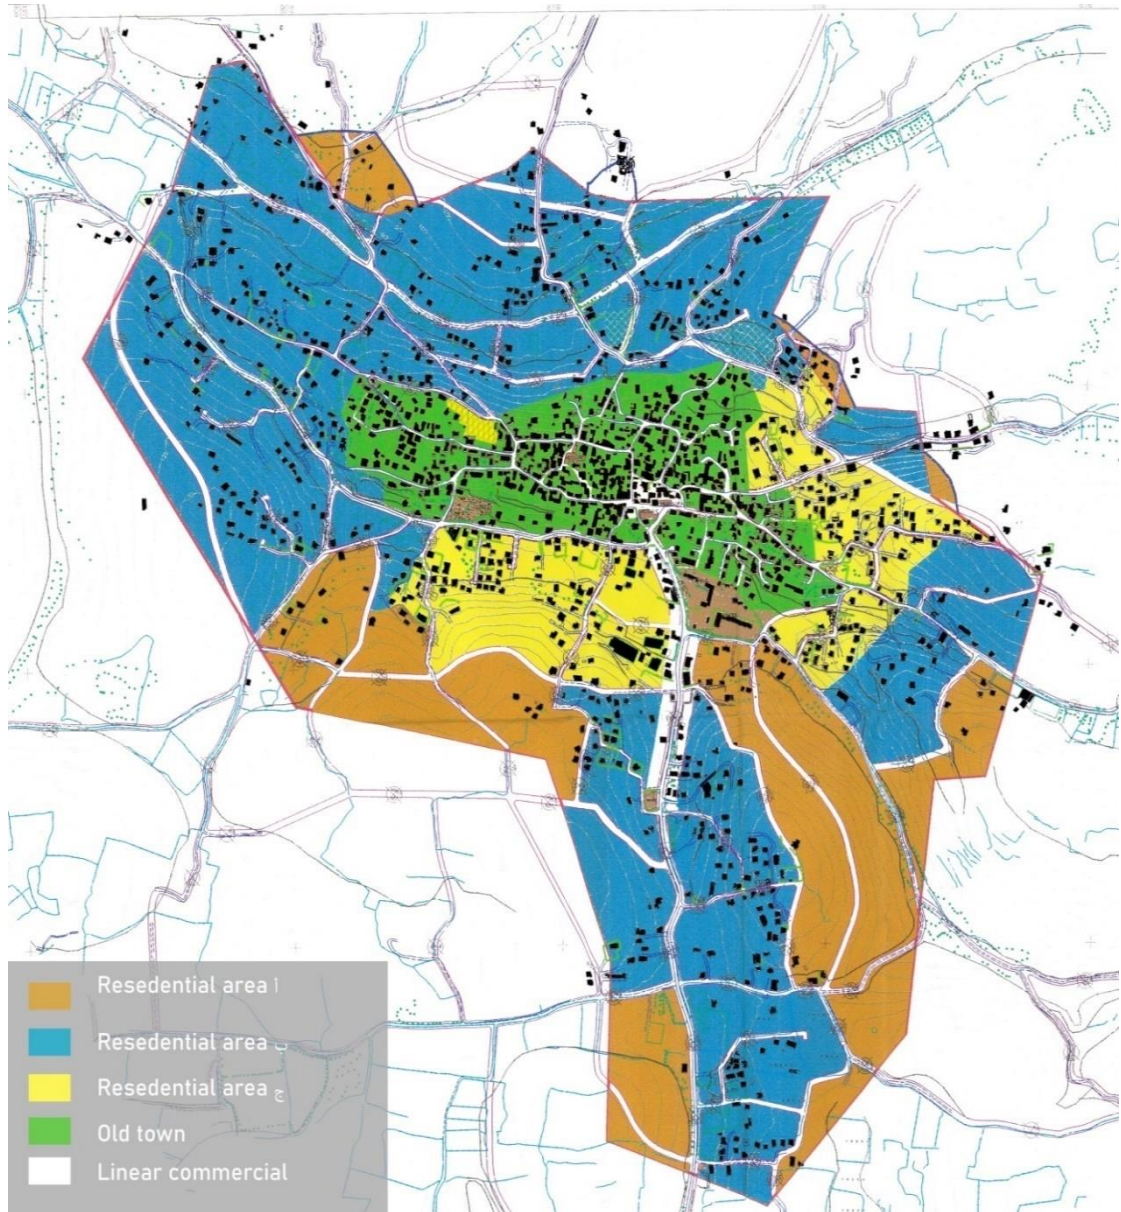 Resedential area أ
Resedential area ب
Resedential area ج
Old town
Linear commercial